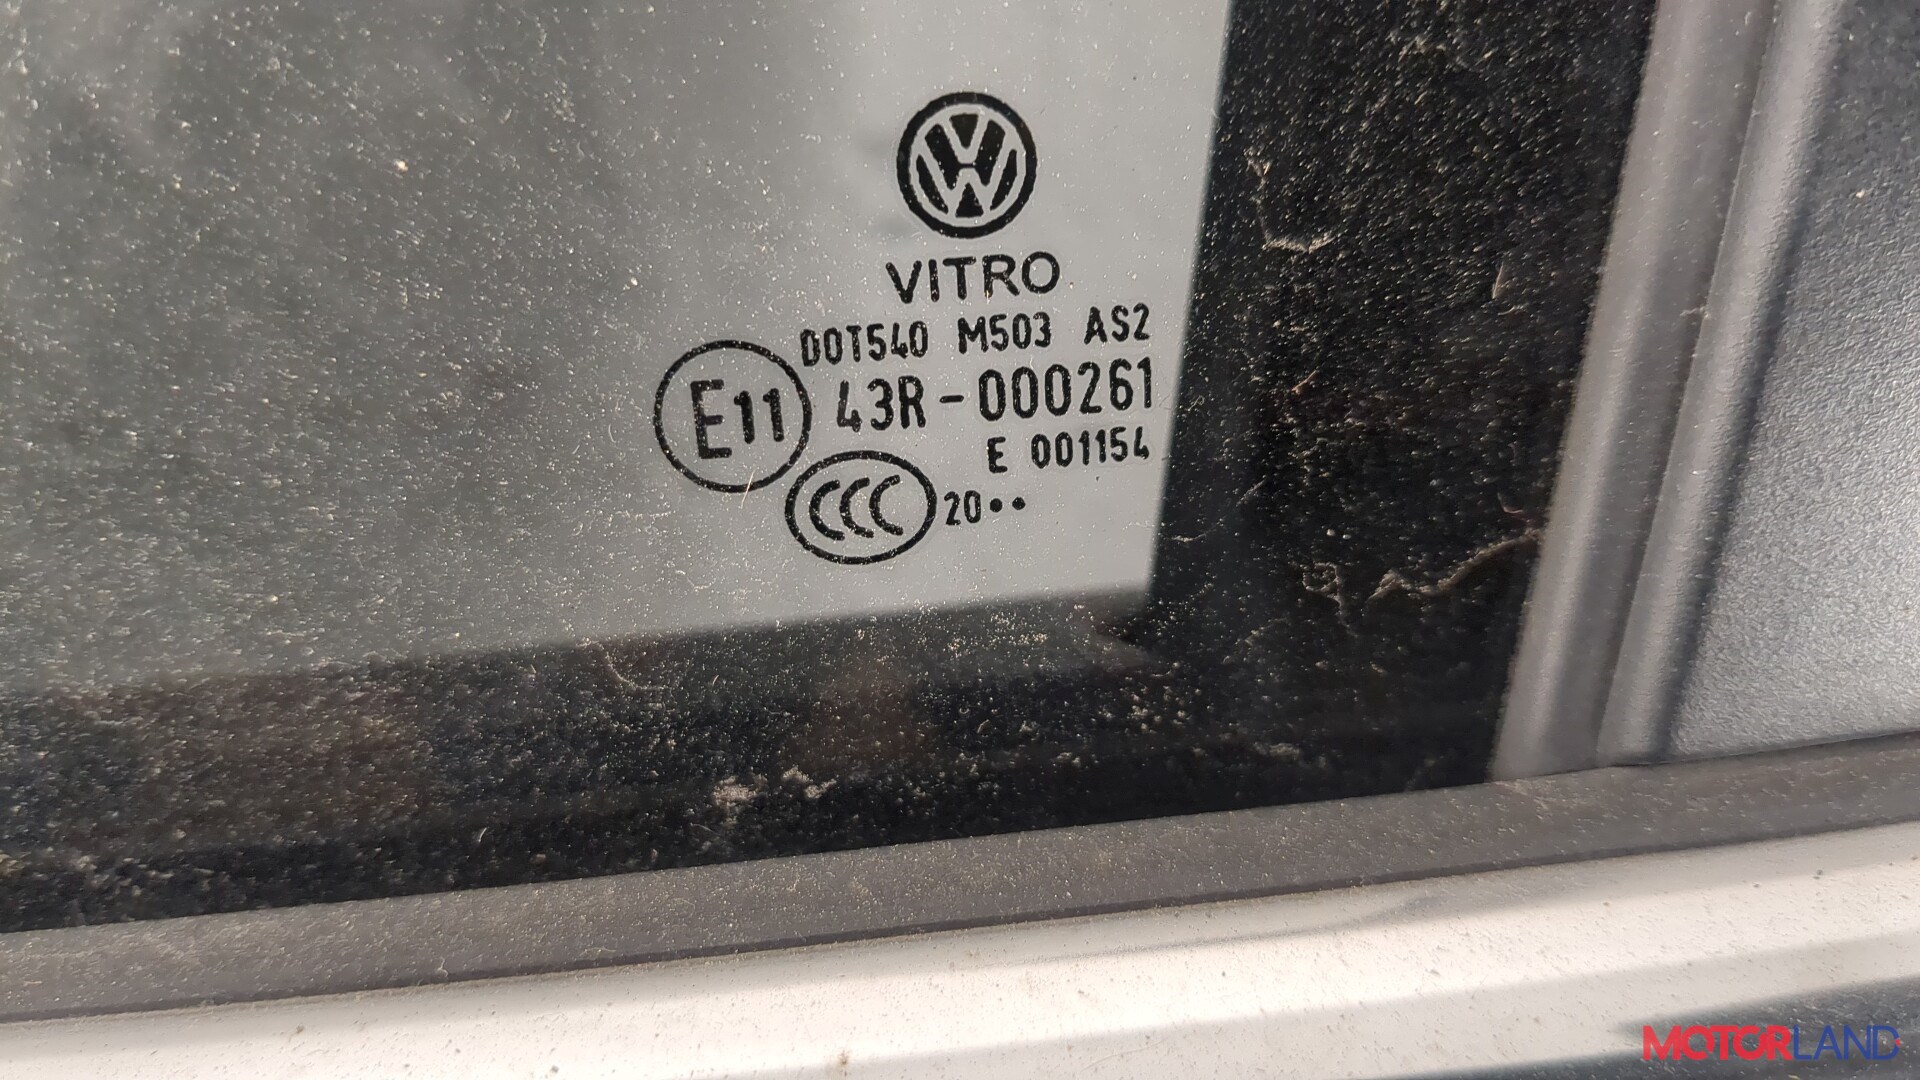 VITRO
DOT540 M503 AS2
E11 43R-000261
E 001154
CCC 20••
MOTORLAND